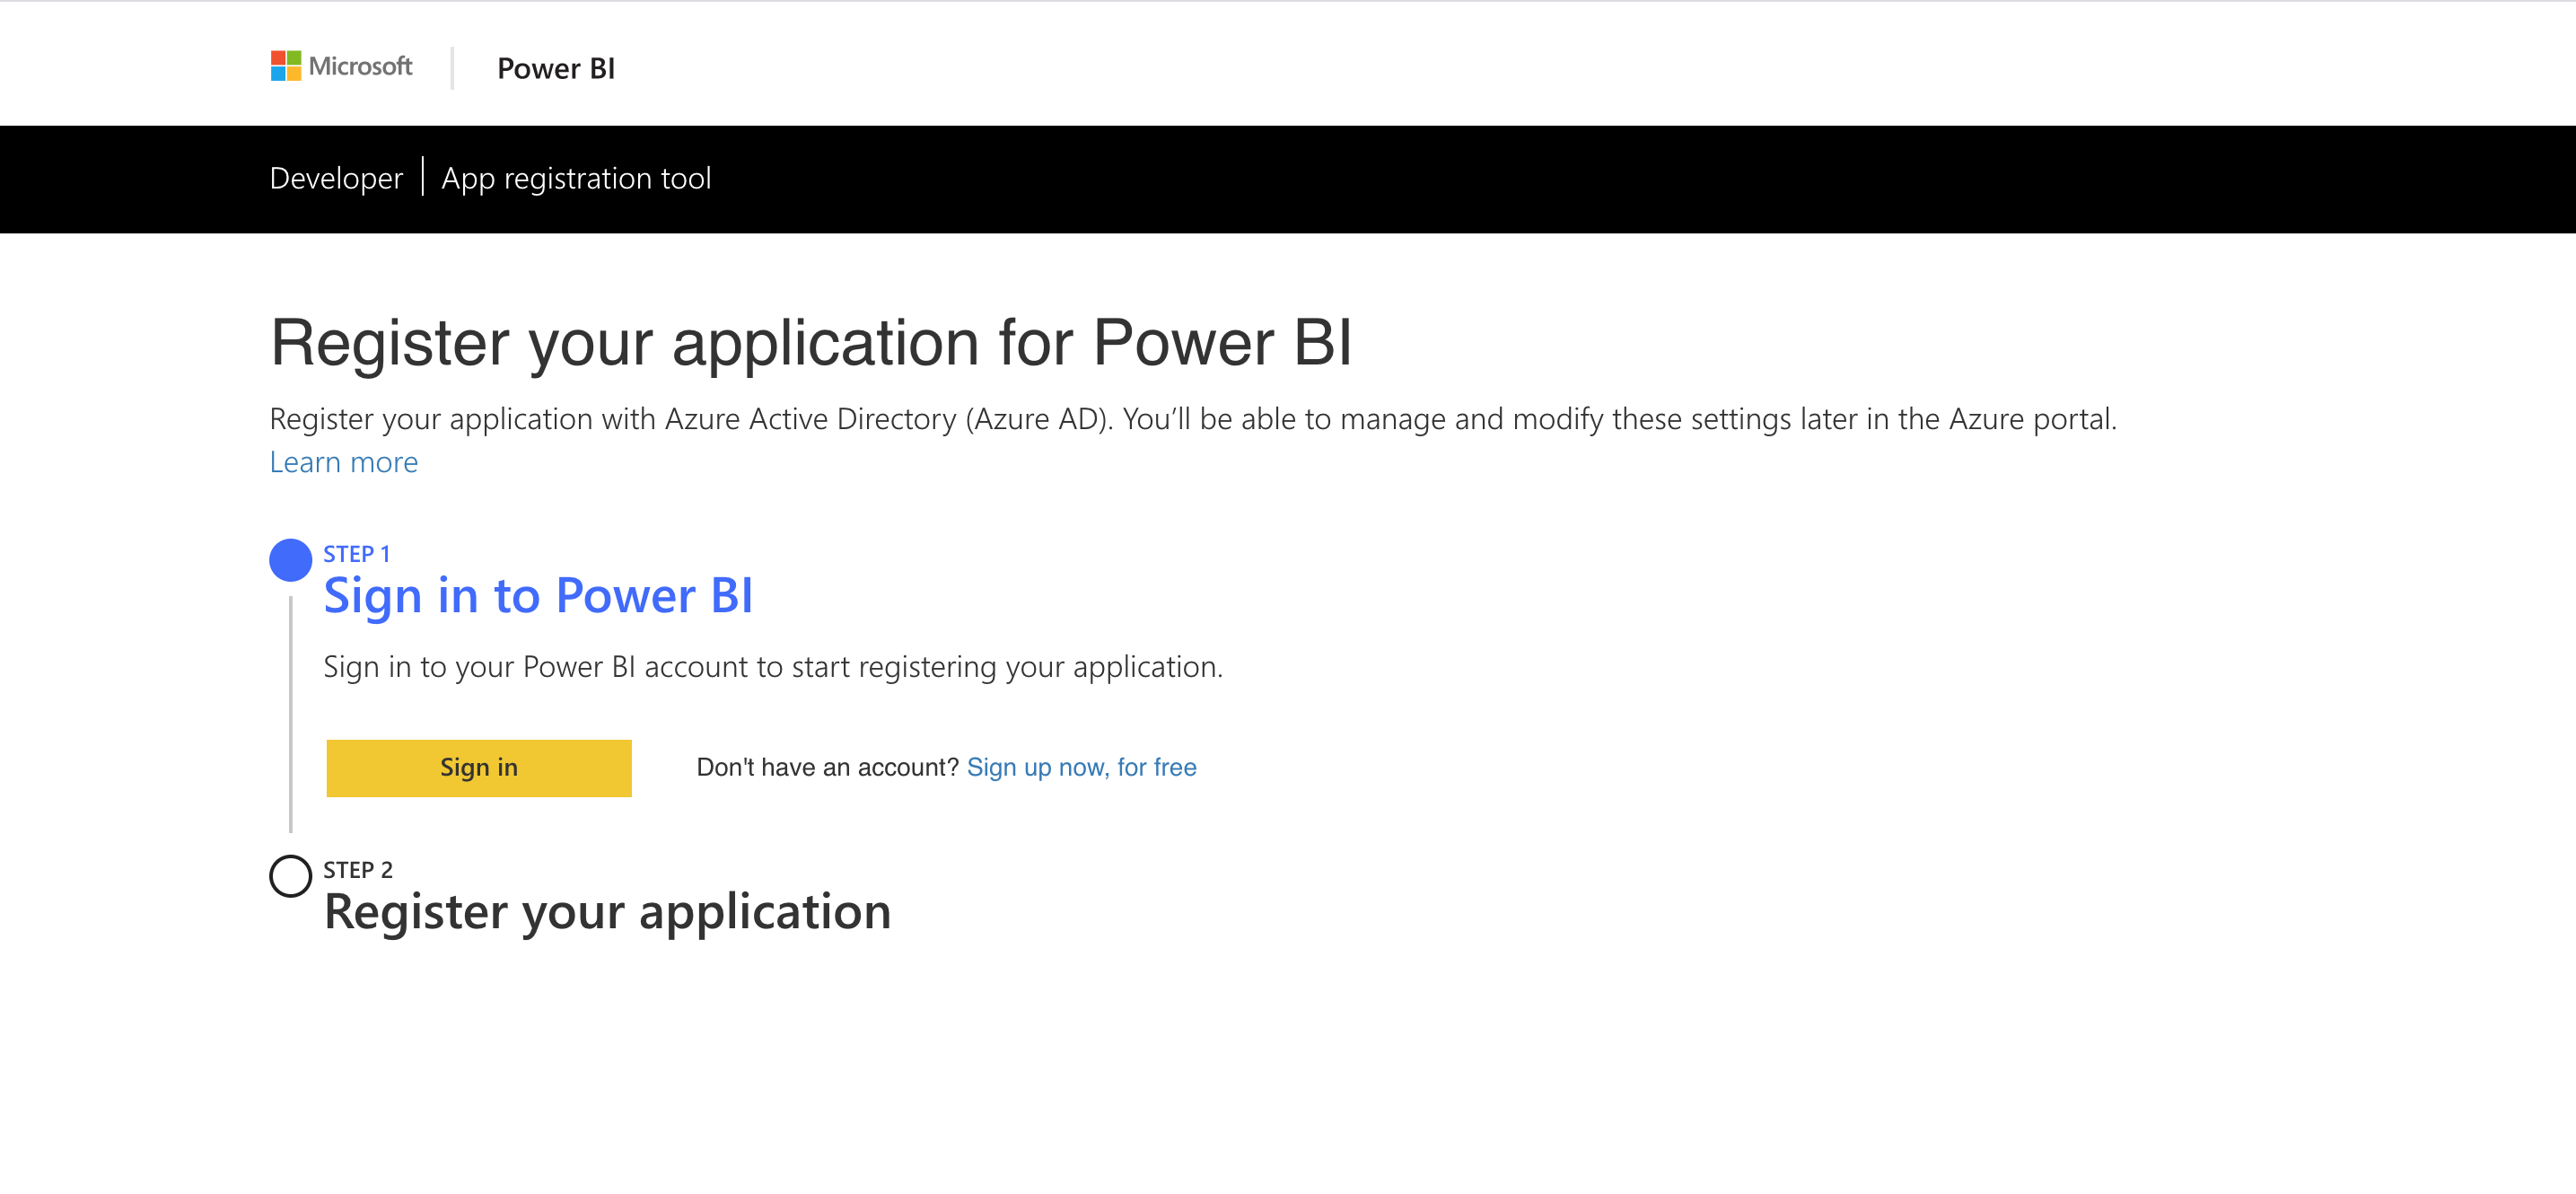 Microsoft
Power BI
Developer
App registration tool
Register your application for Power BI
Register your application with Azure Active Directory (Azure AD). You’ll be able to manage and modify these settings later in the Azure portal.
Learn more
STEP 1
Sign in to Power BI
Sign in to your Power BI account to start registering your application.
Sign in
Don't have an account? Sign up now, for free
STEP 2
Register your application